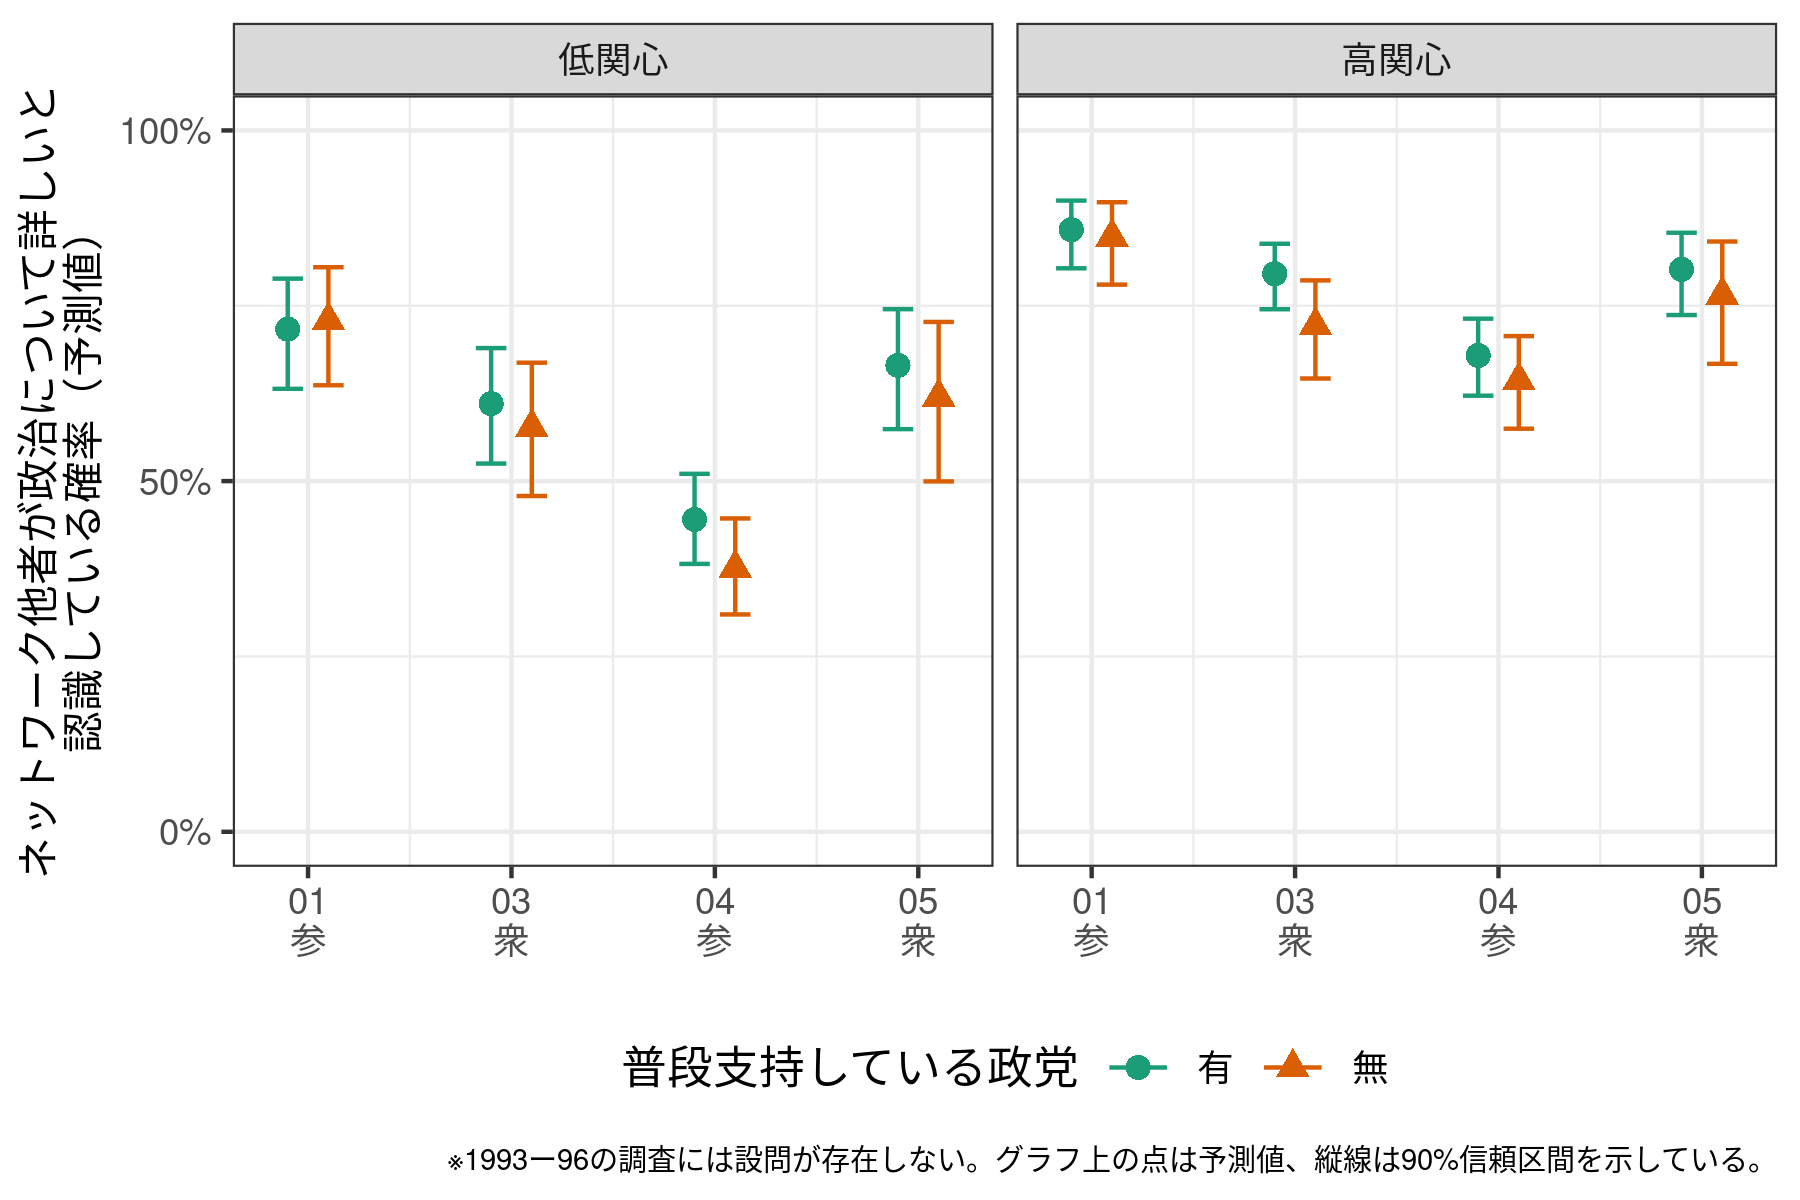 低関心
高関心
ネットワーク他者が政治について詳しいと
認識している確率（予測値）
100%
50%
0%
01
参
03
衆
04
参
05
衆
01
参
03
衆
04
参
05
衆
普段支持している政党
有
無
※1993ー96の調査には設問が存在しない。グラフ上の点は予測値、縦線は90%信頼区間を示している。